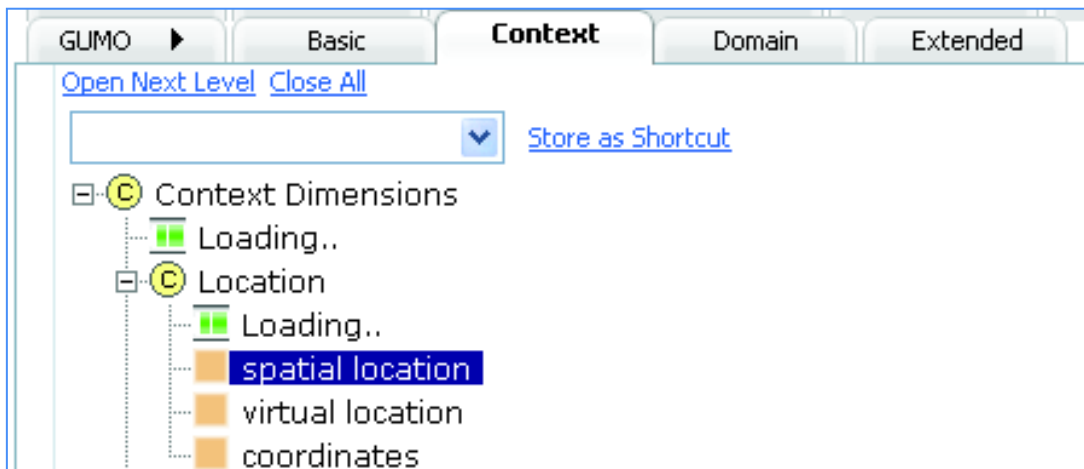 GUMO Basic Context Domain Extended
Open Next Level Close All
Store as Shortcut
Context Dimensions
Loading..
Location
Loading..
spatial location
virtual location
coordinates